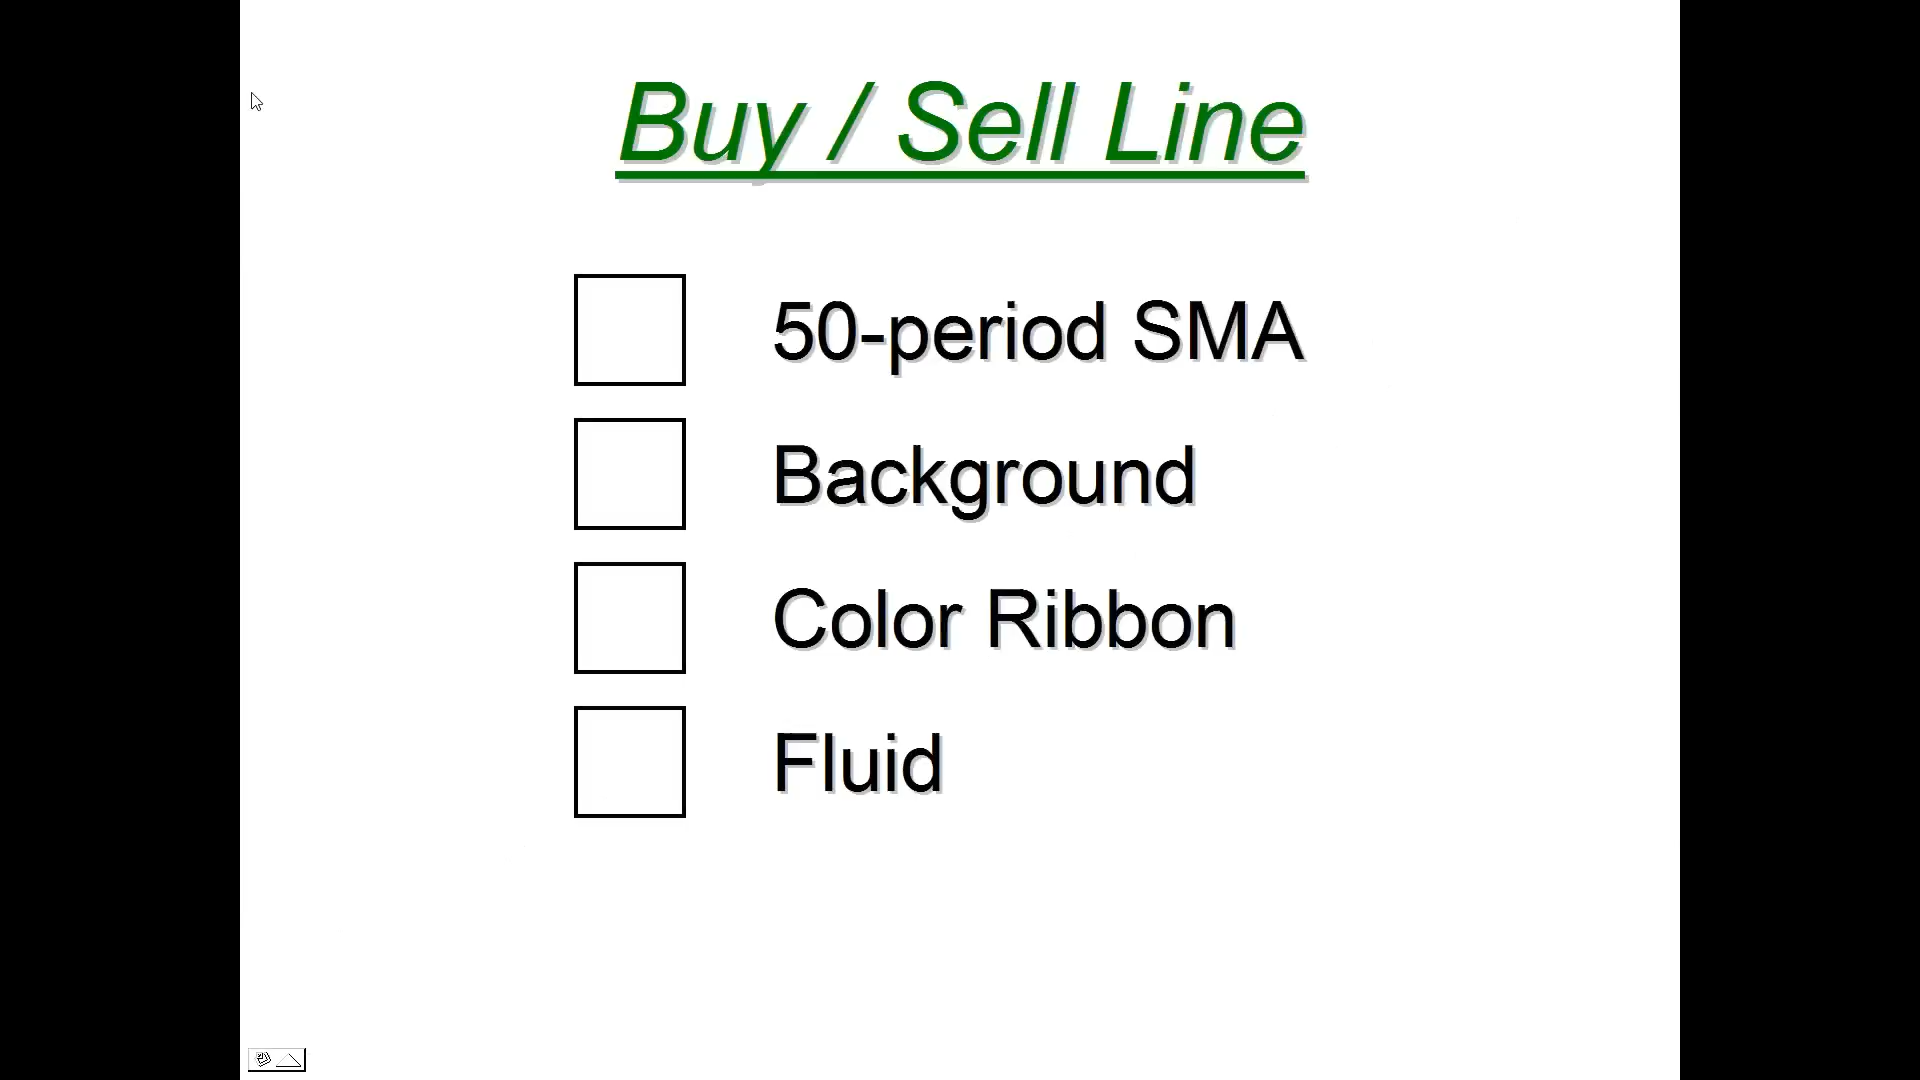 Buy / Sell Line
50-period SMA
Background
Color Ribbon
Fluid